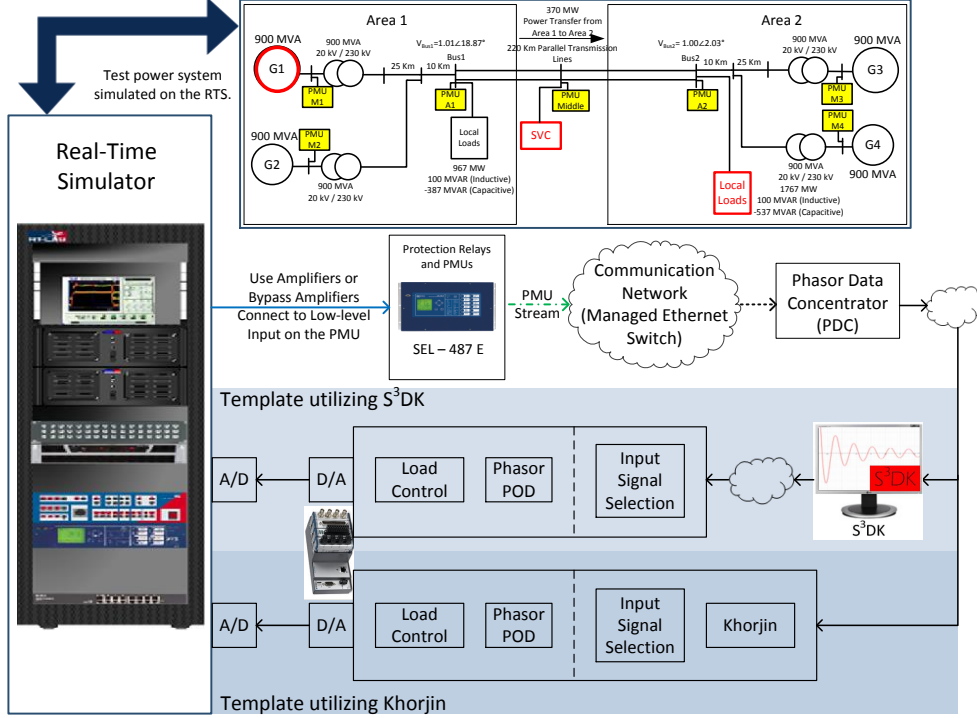 Test power system
simulated on the RTS.
Area 1
370 MW
Power Transfer from
Area 1 to Area 2
220 Km Parallel Transmission
Lines
Area 2
900 MVA
G1
900 MVA
20 kV / 230 kV
PMU
M1
25 Km
10 Km
V_Bus1=1.01∠18.87°
Bus1
PMU
A1
Local
Loads
967 MW
100 MVAR (Inductive)
-387 MVAR (Capacitive)
900 MVA
G2
PMU
M2
900 MVA
20 kV / 230 kV
SVC
PMU
Middle
V_Bus2=1.00∠2.03°
Bus2
10 Km
25 Km
PMU
A2
900 MVA
20 kV / 230 kV
900 MVA
G3
PMU
M3
PMU
M4
G4
900 MVA
900 MVA
20 kV / 230 kV
Local
Loads
1767 MW
100 MVAR (Inductive)
-537 MVAR (Capacitive)
Real-Time
Simulator
Use Amplifiers or
Bypass Amplifiers
Connect to Low-level
Input on the PMU
Protection Relays
and PMUs
SEL – 487 E
PMU
Stream
Communication
Network
(Managed Ethernet
Switch)
Phasor Data
Concentrator
(PDC)
Template utilizing S³DK
A/D
D/A
Load
Control
Phasor
POD
Input
Signal
Selection
S³DK
S³DK
A/D
D/A
Load
Control
Phasor
POD
Input
Signal
Selection
Khorjin
Template utilizing Khorjin